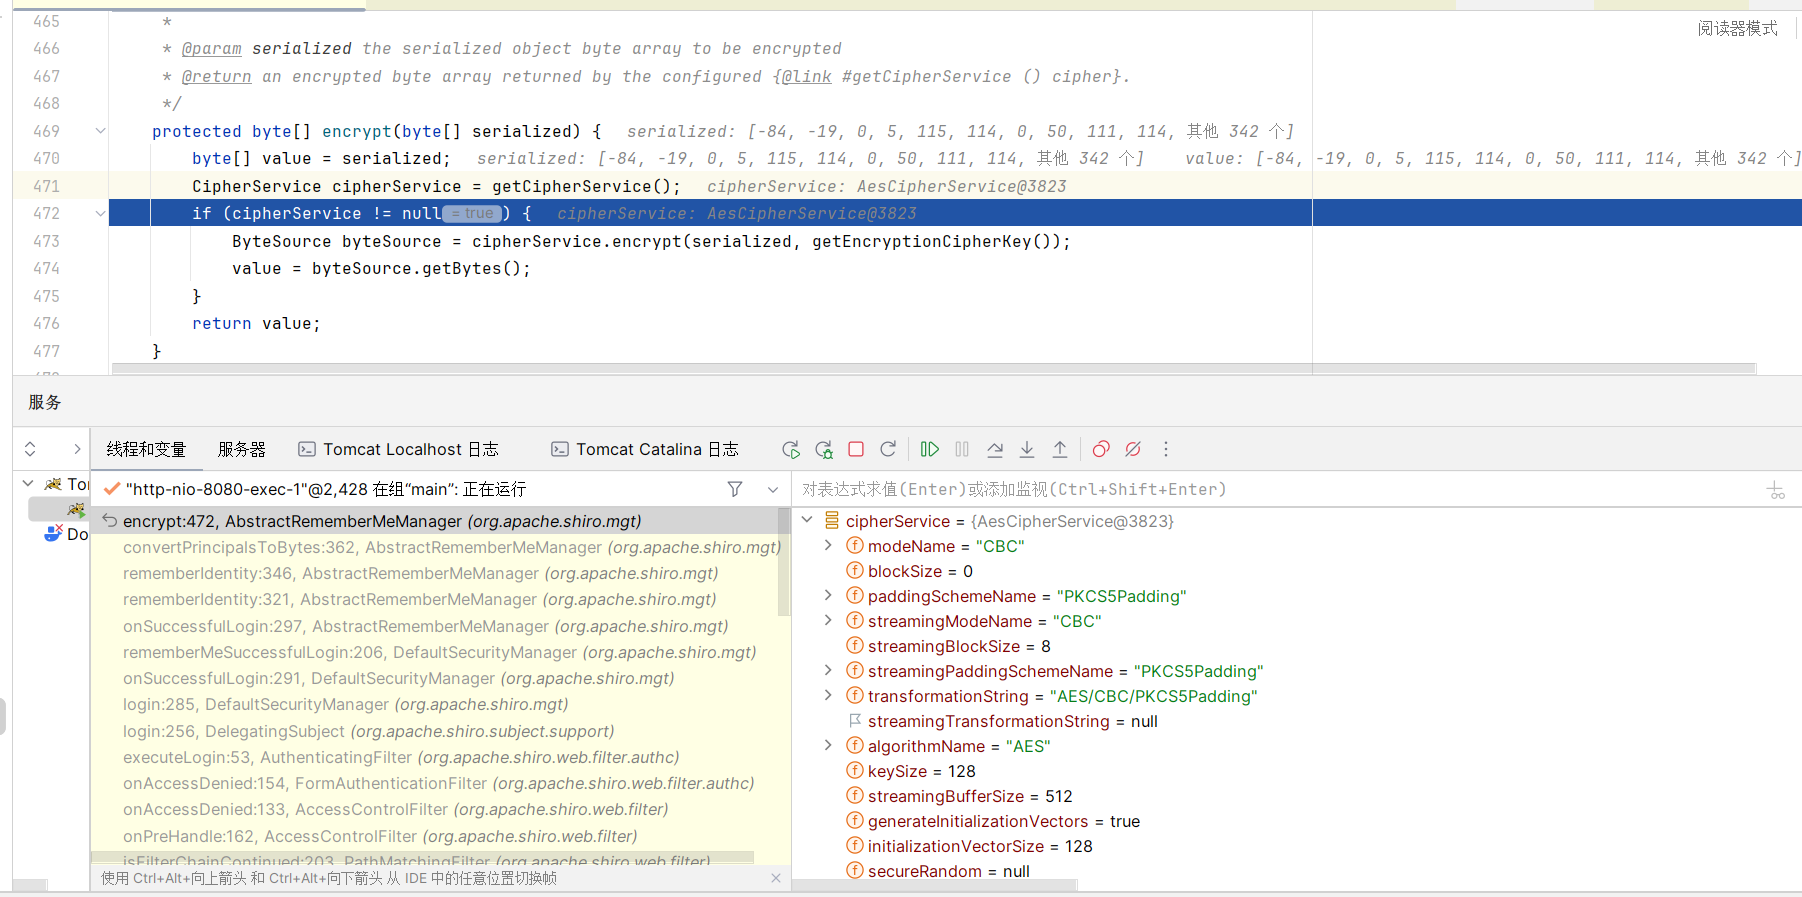 465 *
阅读器模式
466 * @param serialized the serialized object byte array to be encrypted
467 * @return an encrypted byte array returned by the configured {@link #getCipherService () cipher}.
468 */
469 protected byte[] encrypt(byte[] serialized) { serialized: [-84, -19, 0, 5, 115, 114, 0, 50, 111, 114, 其他 342 个]
470 byte[] value = serialized; serialized: [-84, -19, 0, 5, 115, 114, 0, 50, 111, 114, 其他 342 个] value: [-84, -19, 0, 5, 115, 114, 0, 50, 111, 114, 其他 342 个]
471 CipherService cipherService = getCipherService(); cipherService: AesCipherService@3823
472 if (cipherService != null = true ) { cipherService: AesCipherService@3823
473 ByteSource byteSource = cipherService.encrypt(serialized, getEncryptionCipherKey());
474 value = byteSource.getBytes();
475 }
476 return value;
477 }
服务
线程和变量 服务器 Tomcat Localhost 日志 Tomcat Catalina 日志
Tor
Do
"http-nio-8080-exec-1"@2,428 在组“main”: 正在运行
encrypt:472, AbstractRememberMeManager (org.apache.shiro.mgt)
convertPrincipalsToBytes:362, AbstractRememberMeManager (org.apache.shiro.mgt)
rememberIdentity:346, AbstractRememberMeManager (org.apache.shiro.mgt)
rememberIdentity:321, AbstractRememberMeManager (org.apache.shiro.mgt)
onSuccessfulLogin:297, AbstractRememberMeManager (org.apache.shiro.mgt)
rememberMeSuccessfulLogin:206, DefaultSecurityManager (org.apache.shiro.mgt)
onSuccessfulLogin:291, DefaultSecurityManager (org.apache.shiro.mgt)
login:285, DefaultSecurityManager (org.apache.shiro.mgt)
login:256, DelegatingSubject (org.apache.shiro.subject.support)
executeLogin:53, AuthenticatingFilter (org.apache.shiro.web.filter.authc)
onAccessDenied:154, FormAuthenticationFilter (org.apache.shiro.web.filter.authc)
onAccessDenied:133, AccessControlFilter (org.apache.shiro.web.filter)
onPreHandle:162, AccessControlFilter (org.apache.shiro.web.filter)
isFilterChainContinued:203, PathMatchingFilter (org.apache.shiro.web.filter)
使用 Ctrl+Alt+向上箭头 和 Ctrl+Alt+向下箭头 从 IDE 中的任意位置切换帧
对表达式求值(Enter)或添加监视(Ctrl+Shift+Enter)
cipherService = {AesCipherService@3823}
modeName = "CBC"
blockSize = 0
paddingSchemeName = "PKCS5Padding"
streamingModeName = "CBC"
streamingBlockSize = 8
streamingPaddingSchemeName = "PKCS5Padding"
transformationString = "AES/CBC/PKCS5Padding"
streamingTransformationString = null
algorithmName = "AES"
keySize = 128
streamingBufferSize = 512
generateInitializationVectors = true
initializationVectorSize = 128
secureRandom = null